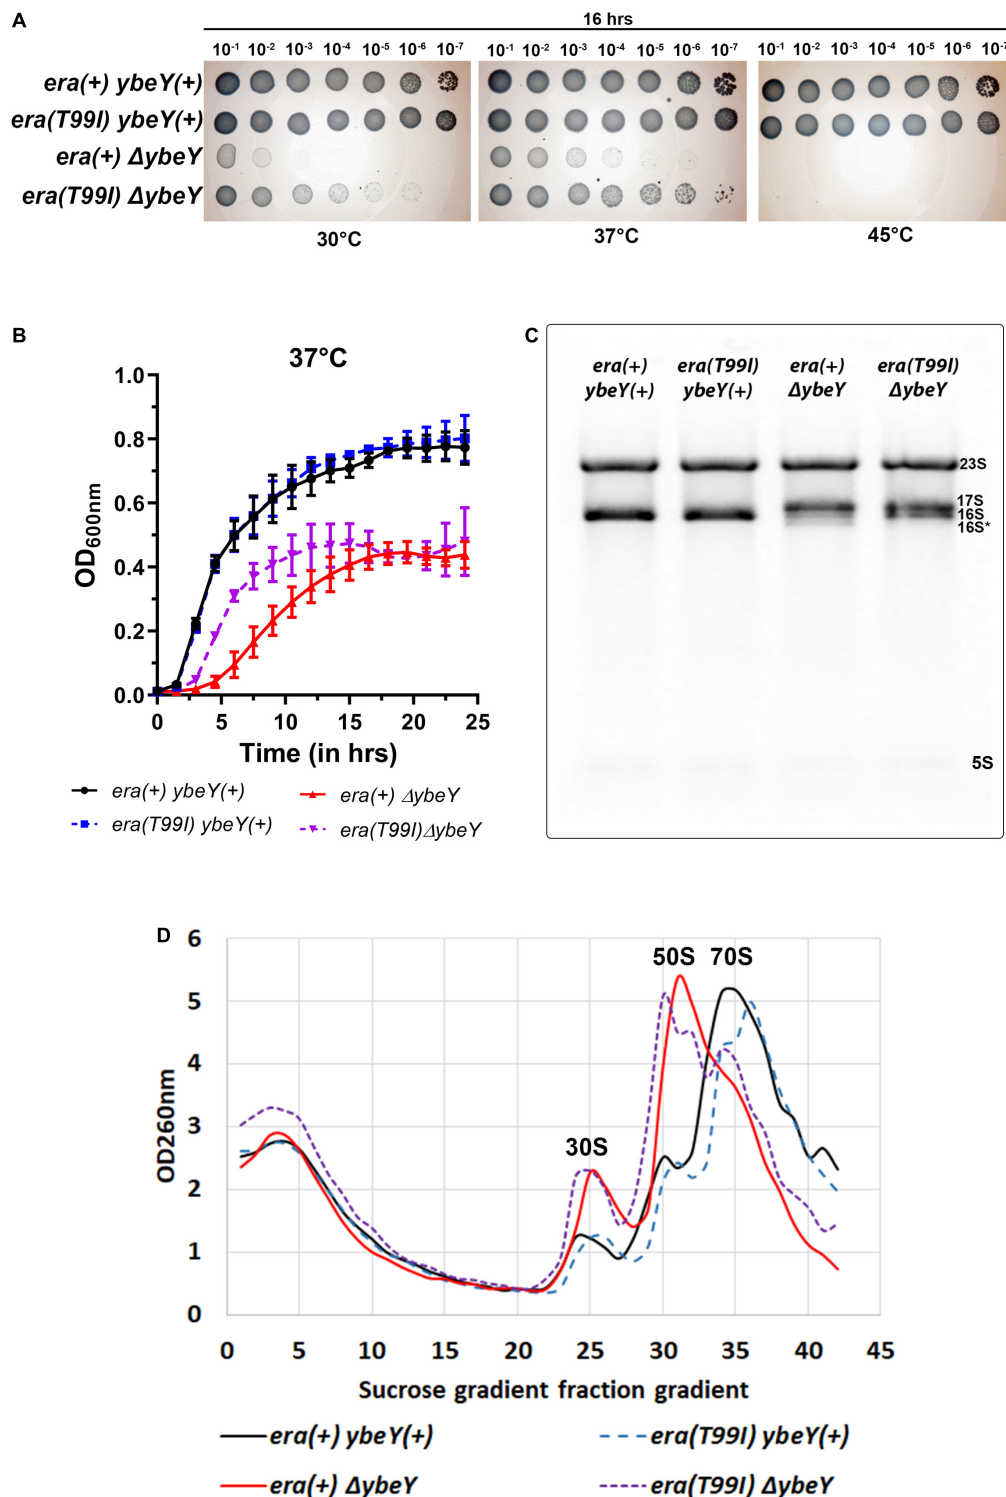 A
16 hrs
10-1 10-2 10-3 10-4 10-5 10-6 10-7 10-1 10-2 10-3 10-4 10-5 10-6 10-7 10-1 10-2 10-3 10-4 10-5 10-6 10-7
era(+) ybeY(+)
era(T99I) ybeY(+)
era(+) ΔybeY
era(T99I) ΔybeY
30°C 37°C 45°C
B
37°C
1.0
0.8
0.6
0.4
0.2
0.0
OD600nm
0 5 10 15 20 25
Time (in hrs)
era(+) ybeY(+)
era(+) ΔybeY
era(T99I) ybeY(+)
era(T99I)ΔybeY
C
era(+) ybeY(+)
era(T99I) ybeY(+)
era(+) ΔybeY
era(T99I) ΔybeY
23S
17S
16S
16S*
5S
D
6
5
4
3
2
1
0
OD260nm
30S
50S
70S
0 5 10 15 20 25 30 35 40 45
Sucrose gradient fraction gradient
era(+) ybeY(+)
era(T99I) ybeY(+)
era(+) ΔybeY
era(T99I) ΔybeY